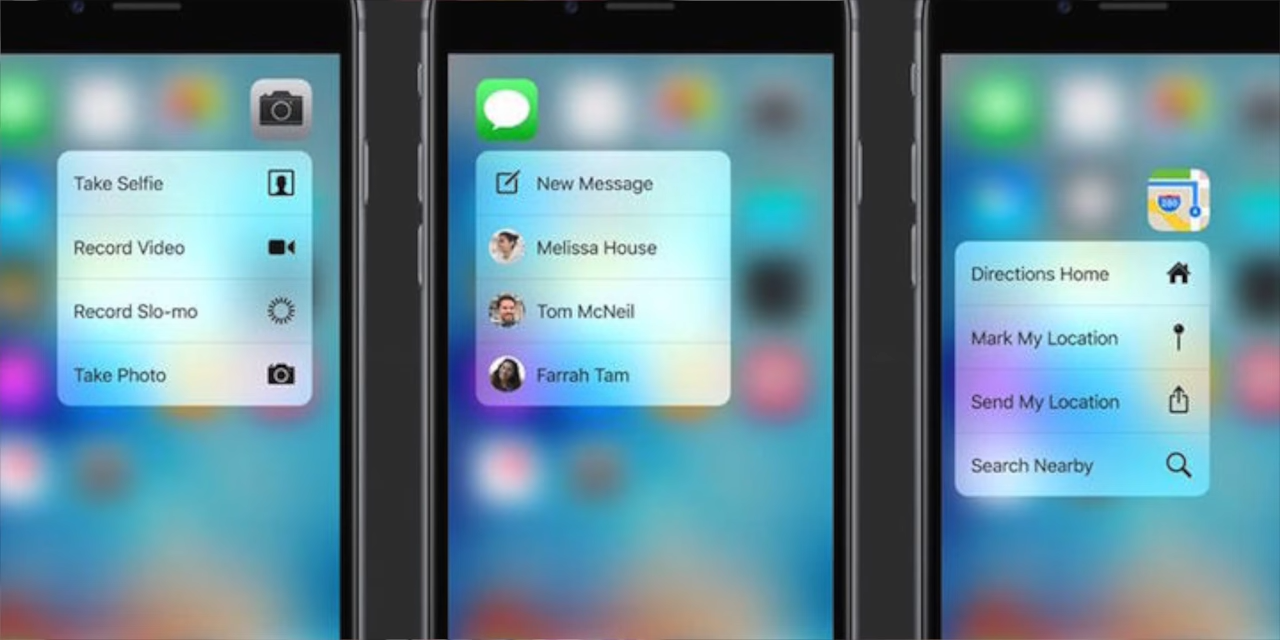 Take Selfie
Record Video
Record Slo-mo
Take Photo
New Message
Melissa House
Tom McNeil
Farrah Tam
280
Directions Home
Mark My Location
Send My Location
Search Nearby